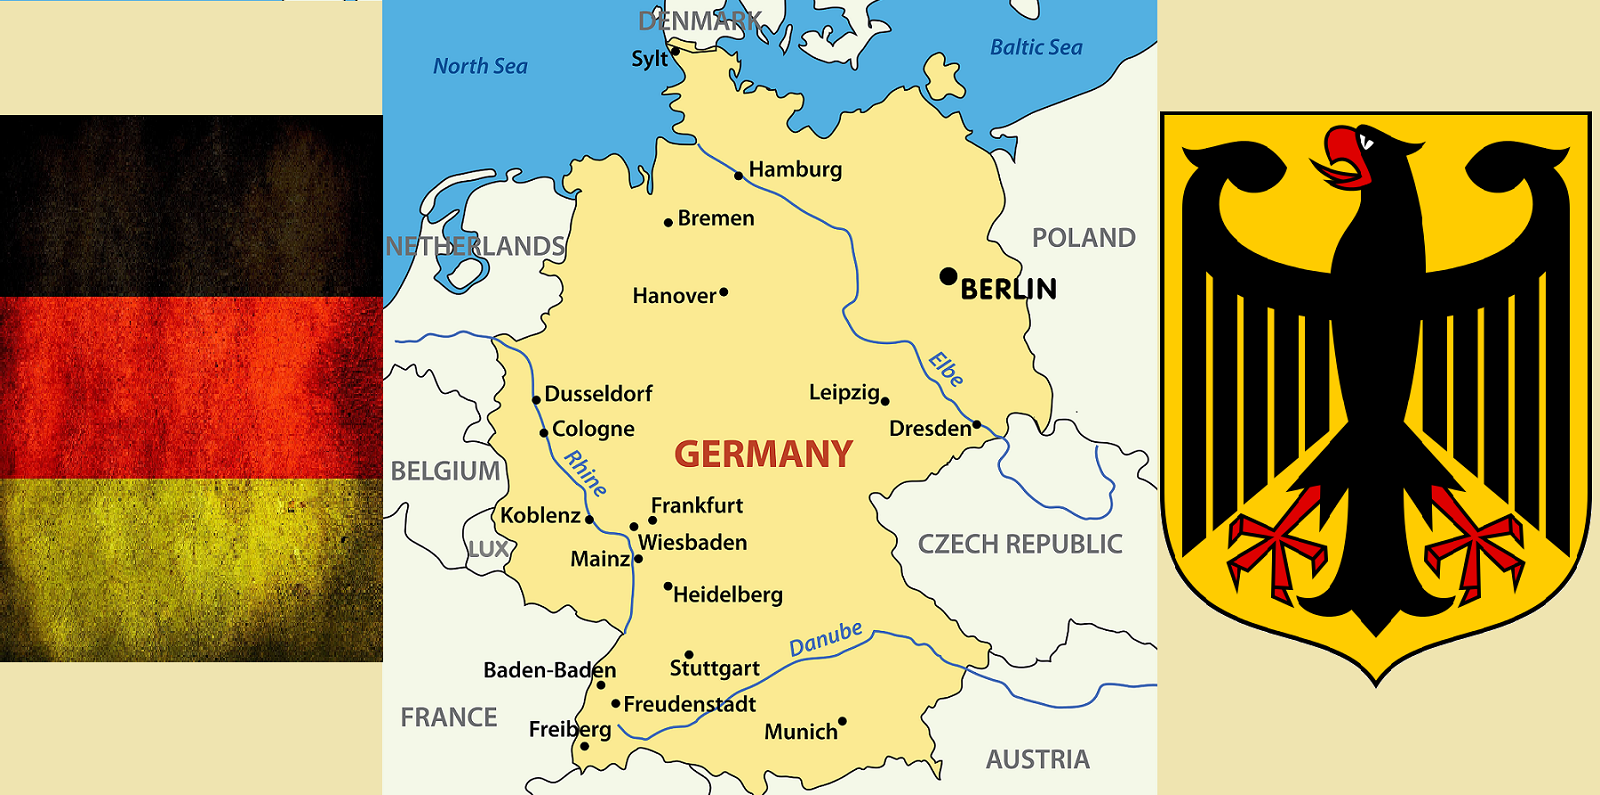 DENMARK
Sylt
North Sea
Baltic Sea
Hamburg
Bremen
NETHERLANDS
POLAND
BERLIN
Hanover
Elbe
Dusseldorf
Leipzig
Cologne
Dresden
GERMANY
BELGIUM
Rhine
Koblenz
Frankfurt
LUX
Wiesbaden
Mainz
CZECH REPUBLIC
Heidelberg
Danube
Baden-Baden
Stuttgart
FRANCE
Freudenstadt
Freiberg
Munich
AUSTRIA